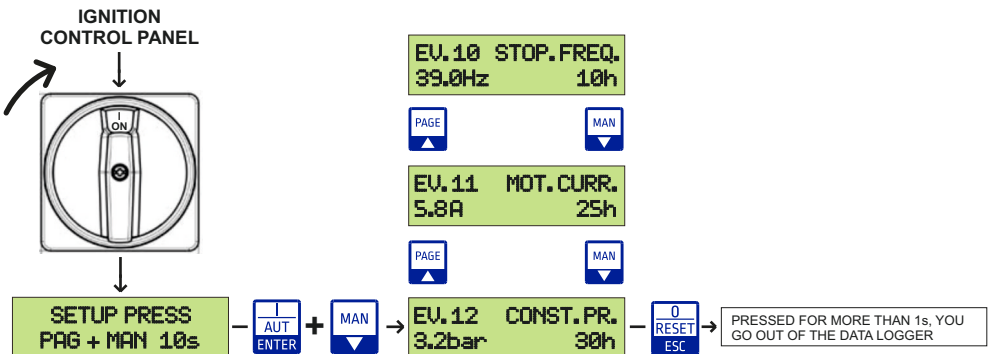 IGNITION
CONTROL PANEL
I
ON
SETUP PRESS
PAG + MAN 10s
I
AUT
ENTER
+
MAN
EV.10 STOP.FREQ.
39.0Hz 10h
PAGE
MAN
EV.11 MOT.CURR.
5.8A 25h
PAGE
MAN
EV.12 CONST.PR.
3.2bar 30h
0
RESET
ESC
PRESSED FOR MORE THAN 1s, YOU
GO OUT OF THE DATA LOGGER